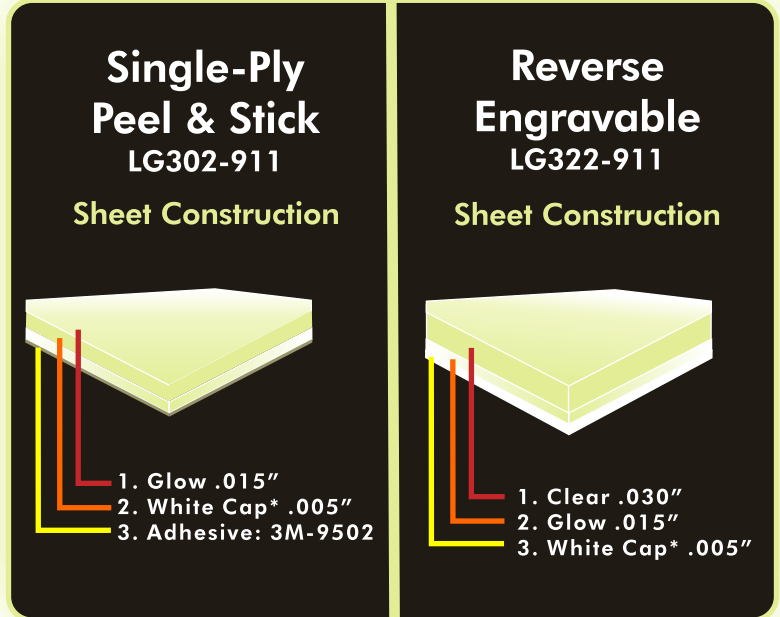 Single-Ply
Peel & Stick
LG302-911
Sheet Construction
1. Glow .015”
2. White Cap* .005”
3. Adhesive: 3M-9502
Reverse
Engravable
LG322-911
Sheet Construction
1. Clear .030”
2. Glow .015”
3. White Cap* .005”